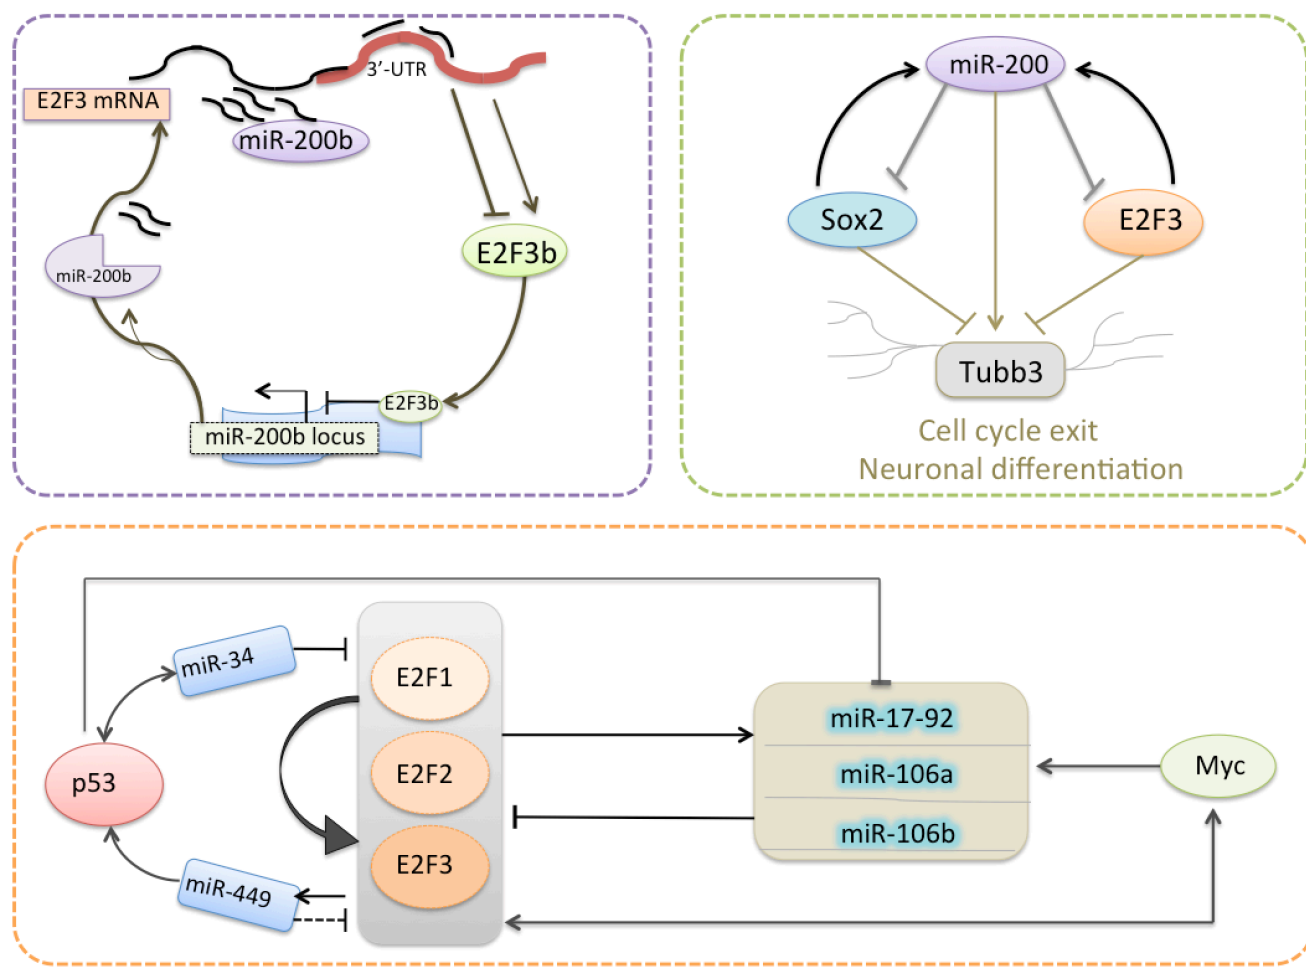 3’-UTR
E2F3 mRNA
miR-200b
E2F3b
miR-200b
E2F3b
miR-200b locus
miR-200
Sox2
E2F3
Tubb3
Cell cycle exit
Neuronal differentiation
miR-34
E2F1
p53
E2F2
E2F3
miR-449
miR-17-92
miR-106a
miR-106b
Myc